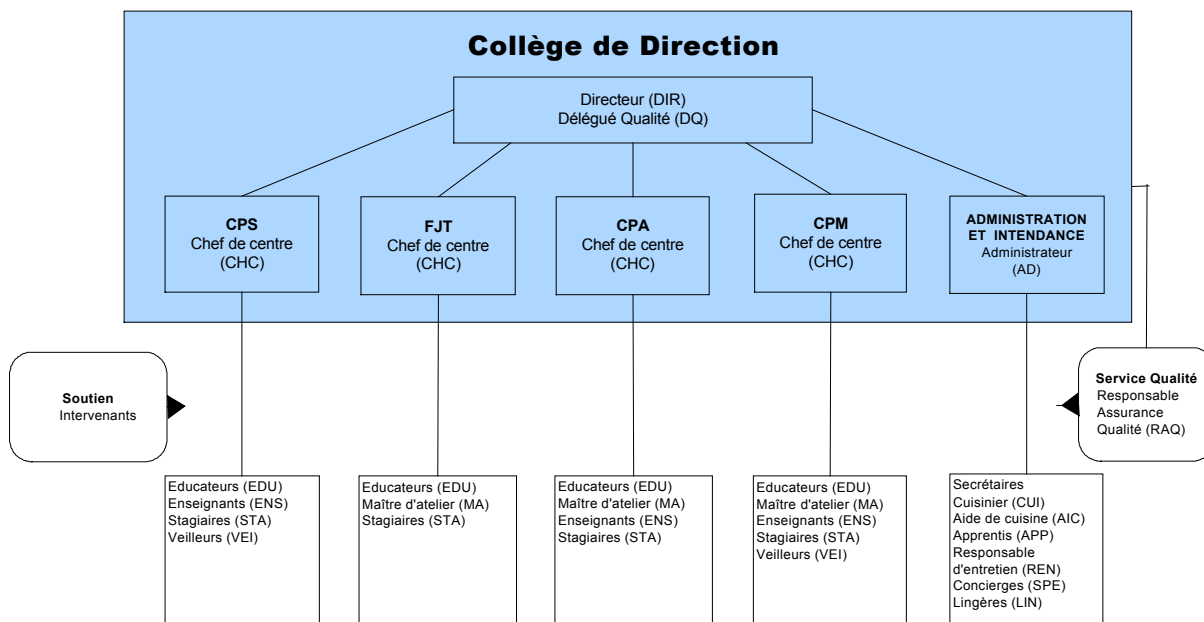 Collège de Direction
Directeur (DIR)
Délégué Qualité (DQ)
CPS
Chef de centre
(CHC)
FJT
Chef de centre
(CHC)
CPA
Chef de centre
(CHC)
CPM
Chef de centre
(CHC)
ADMINISTRATION
ET INTENDANCE
Administrateur
(AD)
Soutien
Intervenants
Service Qualité
Responsable
Assurance
Qualité (RAQ)
Educateurs (EDU)
Enseignants (ENS)
Stagiaires (STA)
Veilleurs (VEI)
Educateurs (EDU)
Maître d'atelier (MA)
Stagiaires (STA)
Educateurs (EDU)
Maître d'atelier (MA)
Enseignants (ENS)
Stagiaires (STA)
Educateurs (EDU)
Maître d'atelier (MA)
Enseignants (ENS)
Stagiaires (STA)
Veilleurs (VEI)
Secrétaires
Cuisinier (CUI)
Aide de cuisine (AIC)
Apprentis (APP)
Responsable
d'entretien (REN)
Concierges (SPE)
Lingères (LIN)